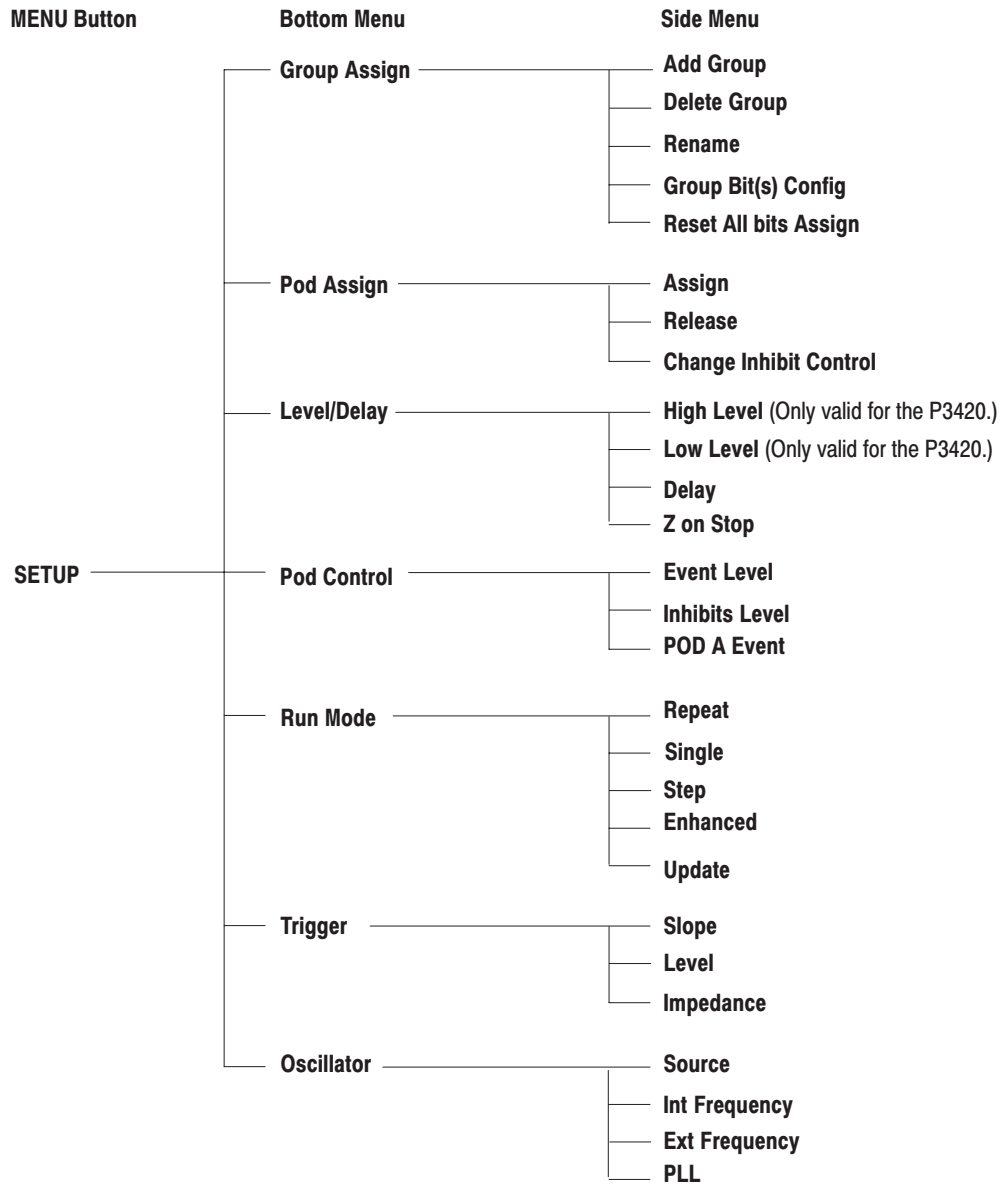 MENU Button Bottom Menu Side Menu
Group Assign Add Group
Delete Group
Rename
Group Bit(s) Config
Reset All bits Assign
Pod Assign Assign
Release
Change Inhibit Control
Level/Delay High Level (Only valid for the P3420.)
Low Level (Only valid for the P3420.)
Delay
Z on Stop
SETUP Pod Control Event Level
Inhibits Level
POD A Event
Run Mode Repeat
Single
Step
Enhanced
Update
Trigger Slope
Level
Impedance
Oscillator Source
Int Frequency
Ext Frequency
PLL